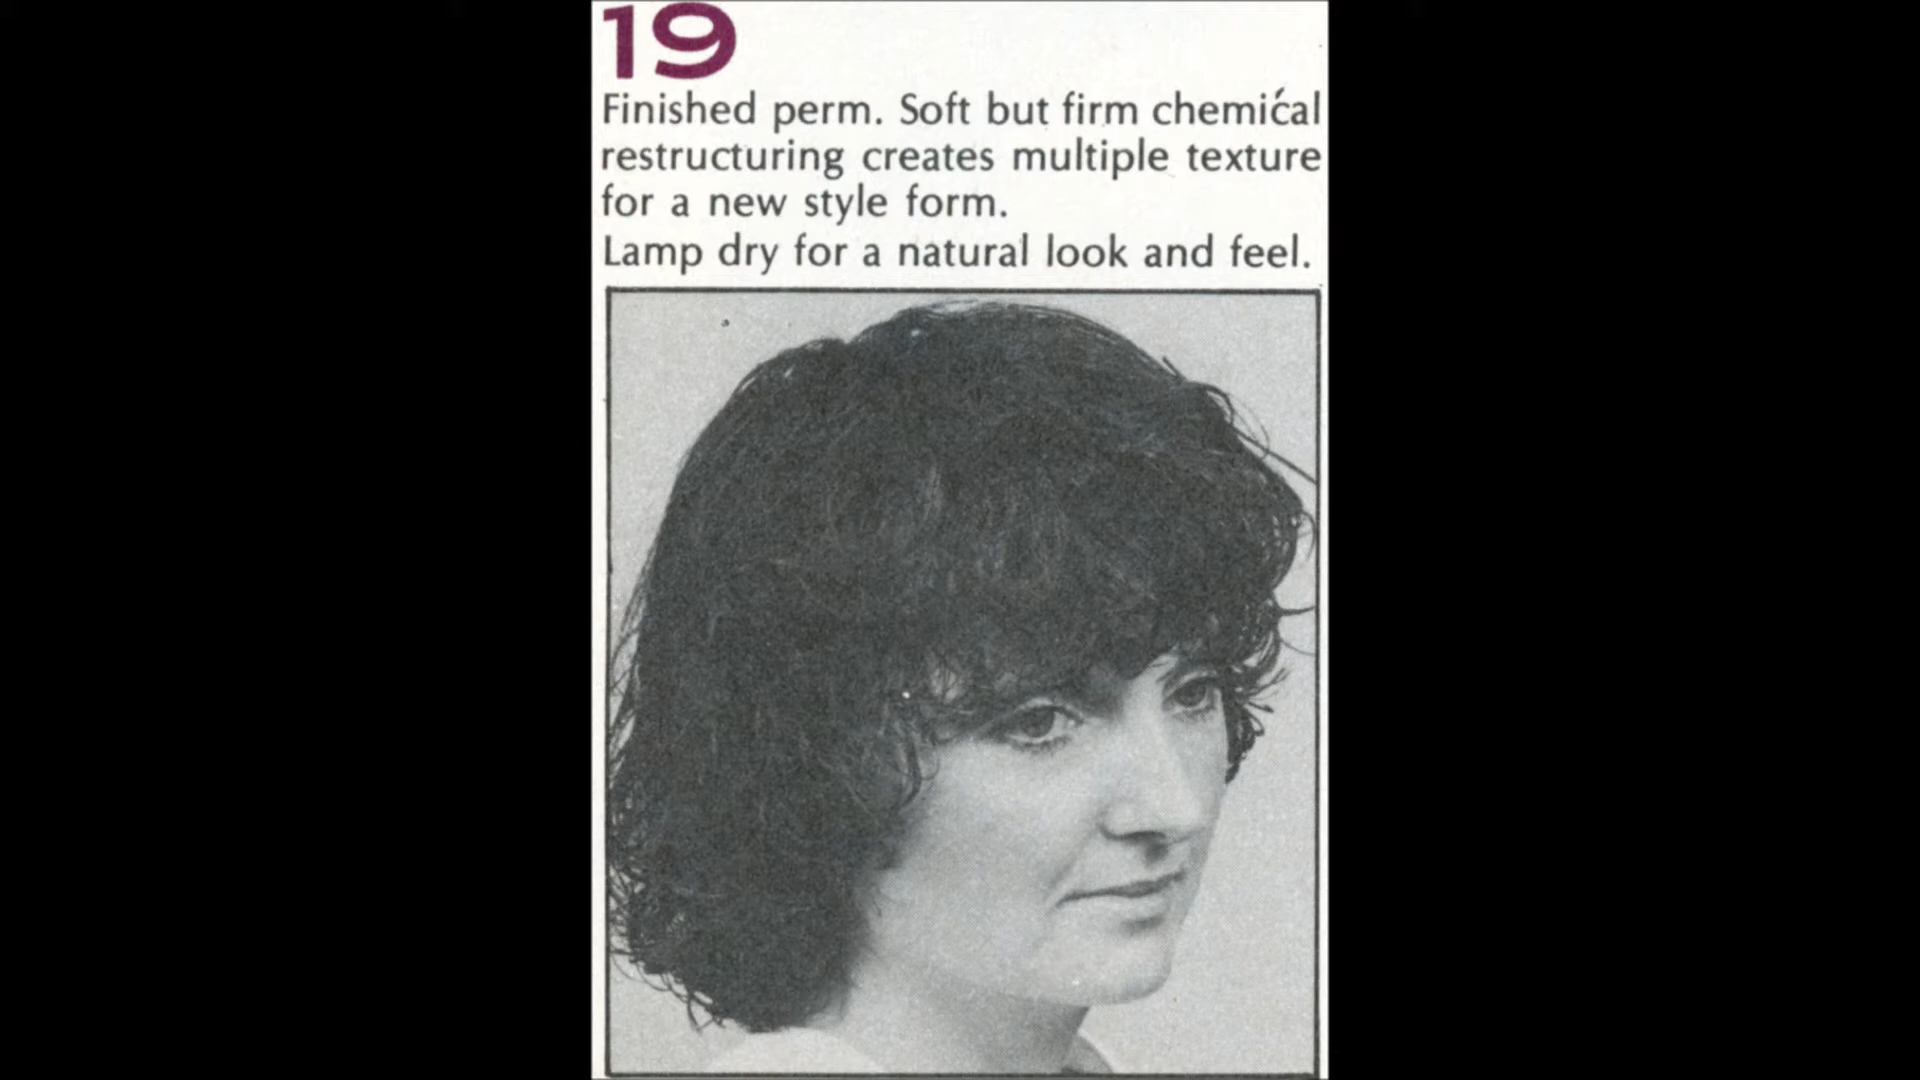 19
Finished perm. Soft but firm chemical
restructuring creates multiple texture
for a new style form.
Lamp dry for a natural look and feel.